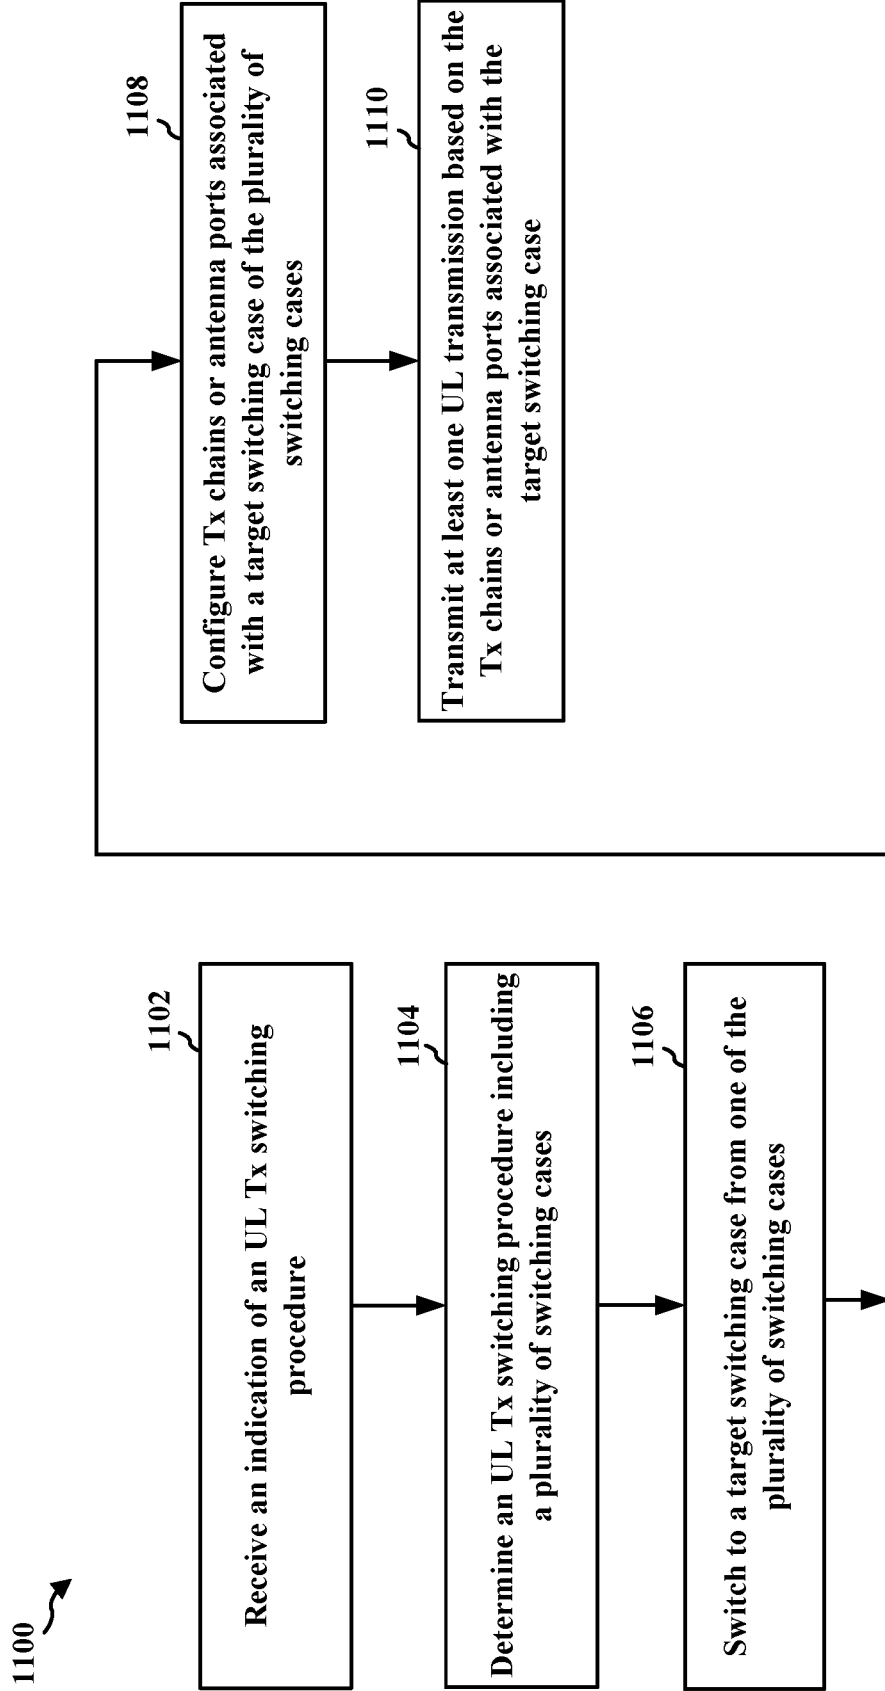 1100
1102
Receive an indication of an UL Tx switching
procedure
1104
Determine an UL Tx switching procedure including
a plurality of switching cases
1106
Switch to a target switching case from one of the
plurality of switching cases
1108
Configure Tx chains or antenna ports associated
with a target switching case of the plurality of
switching cases
1110
Transmit at least one UL transmission based on the
Tx chains or antenna ports associated with the
target switching case